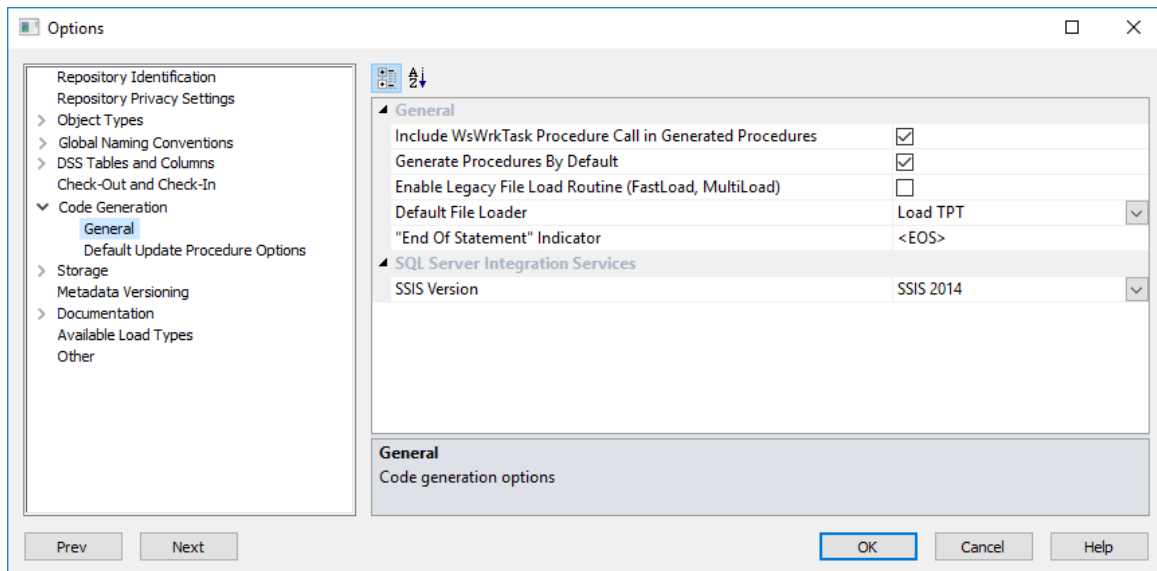 Options
Repository Identification
Repository Privacy Settings
Object Types
Global Naming Conventions
DSS Tables and Columns
Check-Out and Check-In
Code Generation
General
Default Update Procedure Options
Storage
Metadata Versioning
Documentation
Available Load Types
Other
General
Include WsWrkTask Procedure Call in Generated Procedures
Generate Procedures By Default
Enable Legacy File Load Routine (FastLoad, MultiLoad)
Default File Loader Load TPT
"End Of Statement" Indicator <EOS>
SQL Server Integration Services
SSIS Version SSIS 2014
General
Code generation options
Prev Next OK Cancel Help